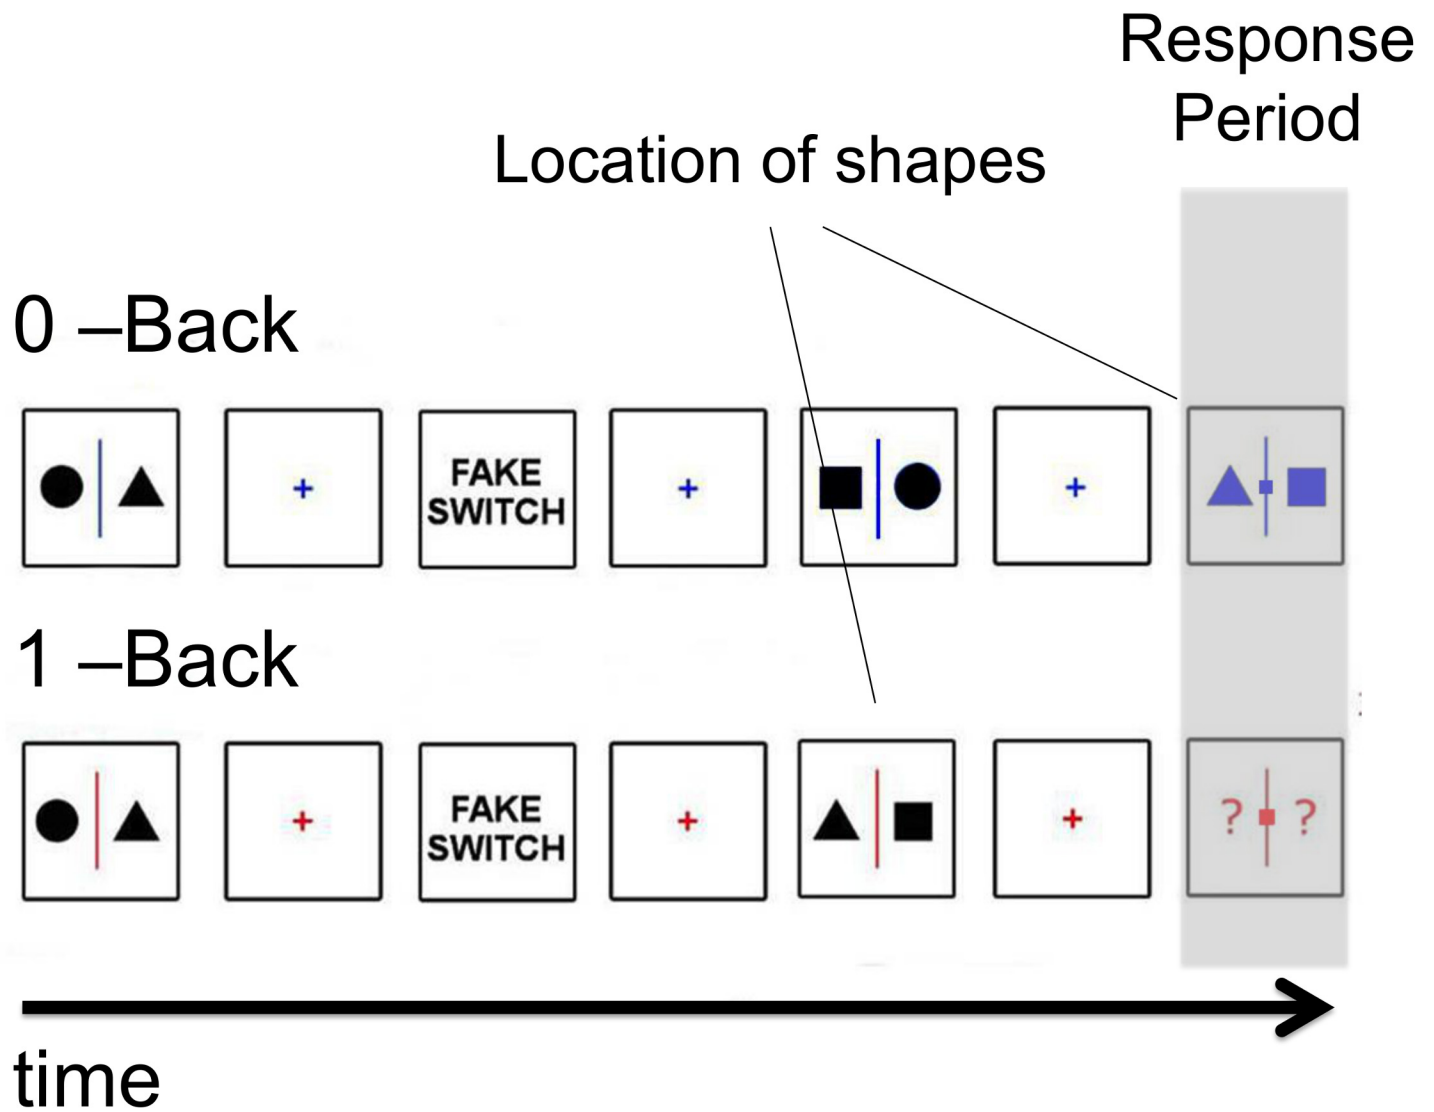 Response
Period
Location of shapes
0 –Back
FAKE
SWITCH
1 –Back
FAKE
SWITCH
? ?
time